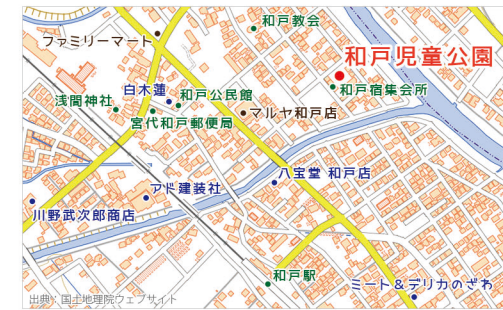 和戸教会
ファミリーマート
和戸児童公園
白木蓮
和戸宿集会所
浅間神社
和戸公民館
宮代和戸郵便局
マルヤ和戸店
八宝堂 和戸店
アド建装社
川野武次郎商店
和戸駅
ミート&デリカのざわ
出典：国土地理院ウェブサイト